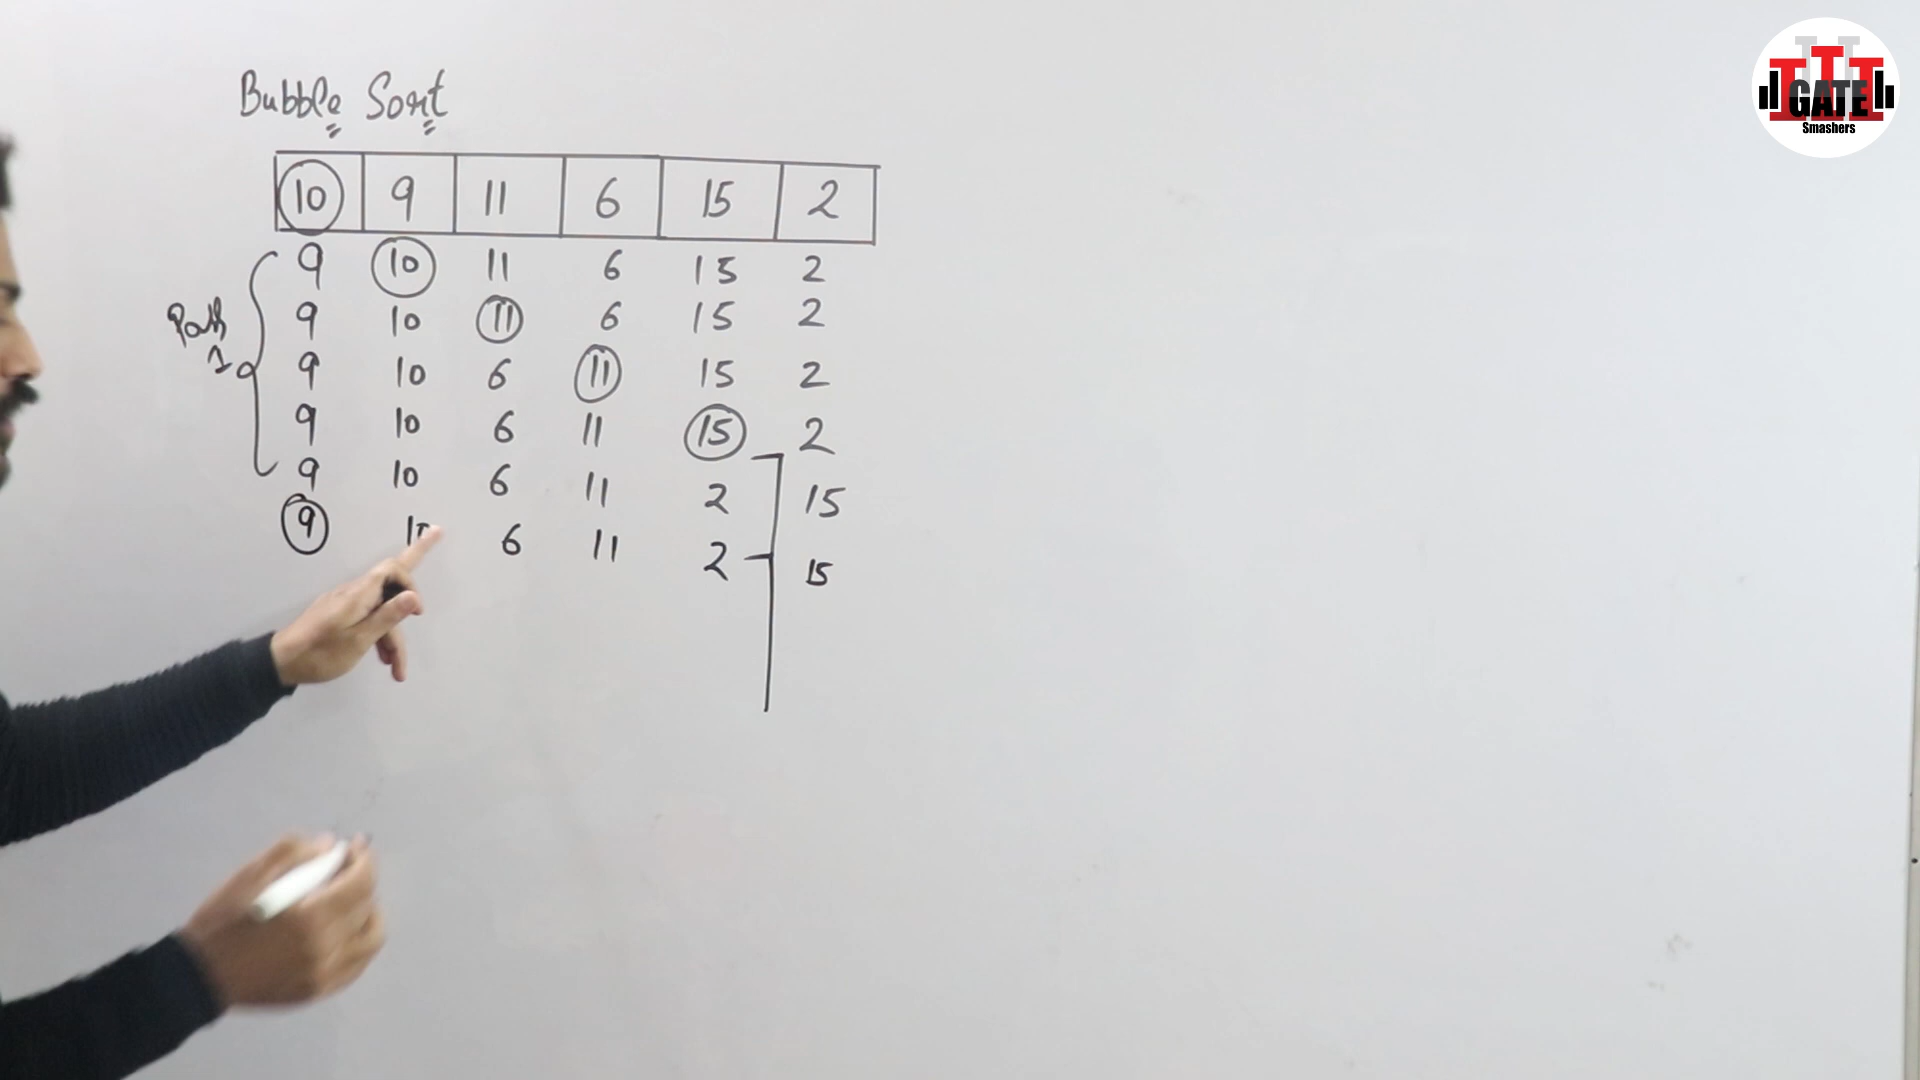 Bubble Sort
10 9 11 6 15 2
9 10 11 6 15 2
9 10 11 6 15 2
9 10 6 11 15 2
9 10 6 11 15 2
9 10 6 11 2 15
9 10 6 11 2 15
1
GATE
Smashers